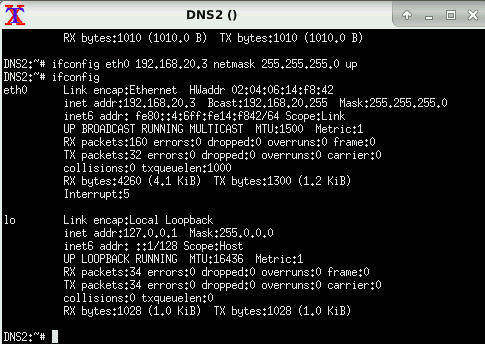 DNS2 ()
RX bytes:1010 (1010.0 B)  TX bytes:1010 (1010.0 B)
DNS2:~# ifconfig eth0 192.168.20.3 netmask 255.255.255.0 up
DNS2:~# ifconfig
eth0      Link encap:Ethernet  HWaddr 02:04:06:14:f8:42
inet addr:192.168.20.3  Bcast:192.168.20.255  Mask:255.255.255.0
inet6 addr: fe80::4:6ff:fe14:f842/64 Scope:Link
UP BROADCAST RUNNING MULTICAST  MTU:1500  Metric:1
RX packets:160 errors:0 dropped:0 overruns:0 frame:0
TX packets:32 errors:0 dropped:0 overruns:0 carrier:0
collisions:0 txqueuelen:1000
RX bytes:4260 (4.1 KiB)  TX bytes:1300 (1.2 KiB)
Interrupt:5
lo        Link encap:Local Loopback
inet addr:127.0.0.1  Mask:255.0.0.0
inet6 addr: ::1/128 Scope:Host
UP LOOPBACK RUNNING  MTU:16436  Metric:1
RX packets:34 errors:0 dropped:0 overruns:0 frame:0
TX packets:34 errors:0 dropped:0 overruns:0 carrier:0
collisions:0 txqueuelen:0
RX bytes:1028 (1.0 KiB)  TX bytes:1028 (1.0 KiB)
DNS2:~#